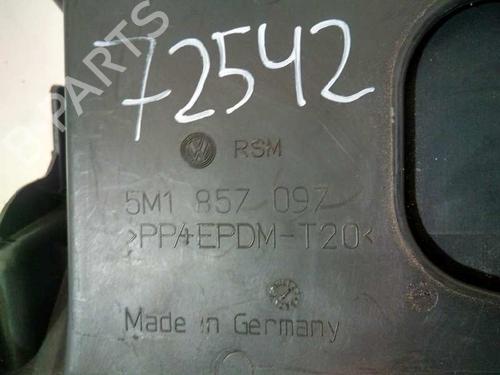 72542
RSM
5M1 857 097
>PP+EPDM-T20<
Made in Germany
B-PARTS